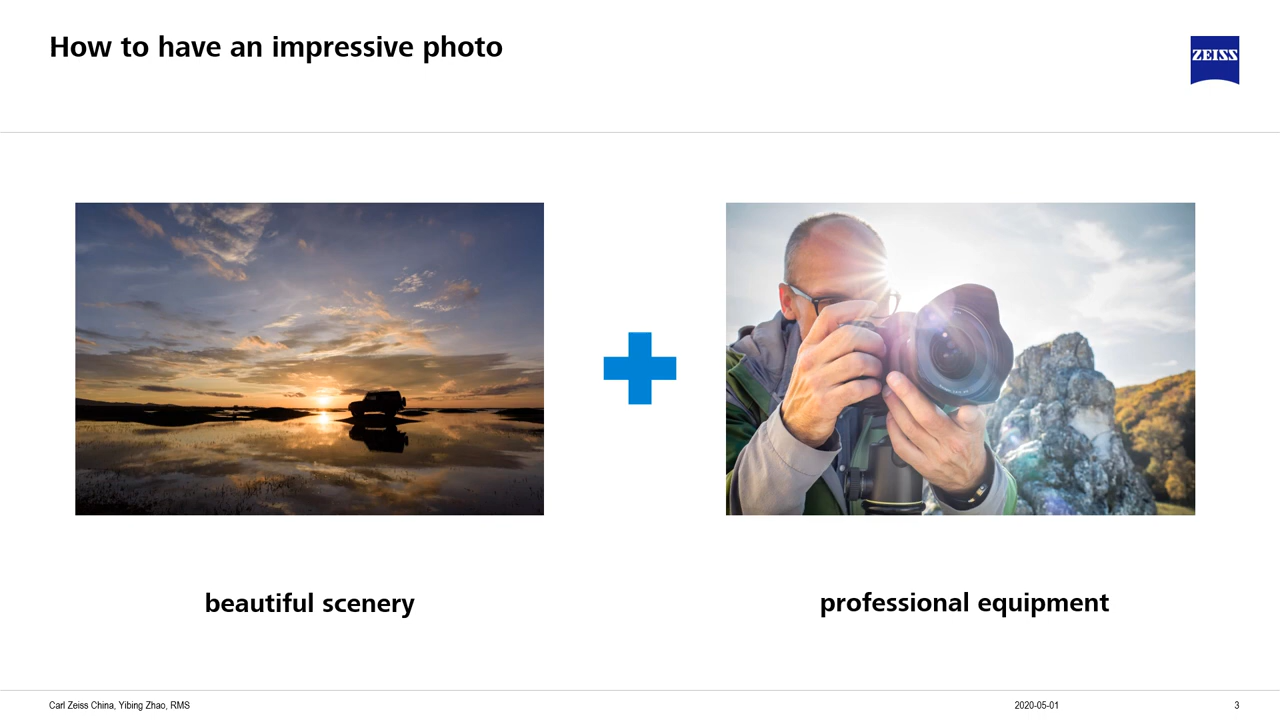 How to have an impressive photo
ZEISS
beautiful scenery
professional equipment
Carl Zeiss China, Yibing Zhao, RMS
2020-05-01
3